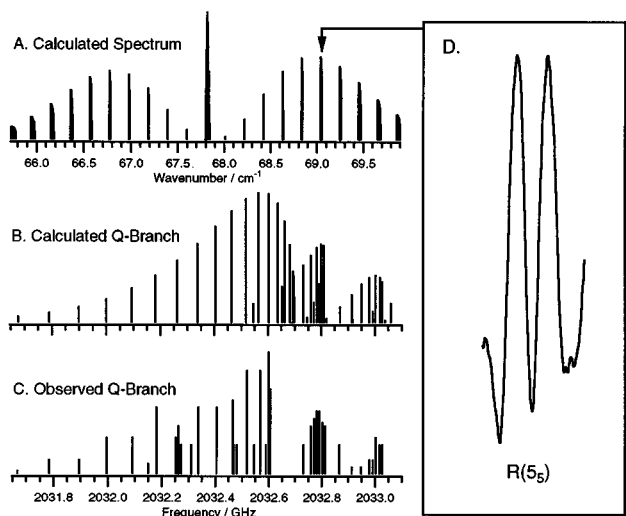 A. Calculated Spectrum
66.0 66.5 67.0 67.5 68.0 68.5 69.0 69.5
Wavenumber / cm⁻¹
B. Calculated Q-Branch
C. Observed Q-Branch
2031.8 2032.0 2032.2 2032.4 2032.6 2032.8 2033.0
Frequency / GHz
D.
R(5₅)